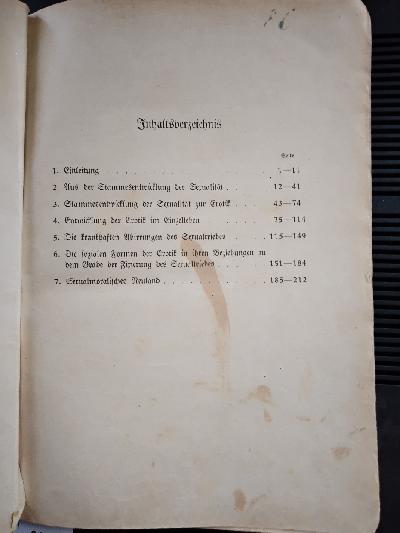 Inhaltsverzeichnis
Seite
1. Einleitung 7—11
2. Aus der Stammesentwicklung der Sexualität . . 12—41
3. Stammesentwicklung der Sexualität zur Erotik . . 43—74
4. Entwicklung der Erotik im Einzelleben . . . 75—114
5. Die krankhaften Abirrungen des Sexualtriebes . . . 115—149
6. Die sozialen Formen der Erotik in ihren Beziehungen zu
dem Grade der Fixierung des Sexualtriebes . . . . 151—184
7. Sexualmoralisches Neuland . . . . . . . . 185—212